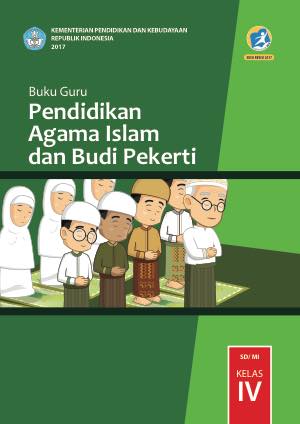 KEMENTERIAN PENDIDIKAN DAN KEBUDAYAAN
REPUBLIK INDONESIA
2017
Buku Guru
Pendidikan
Agama Islam
dan Budi Pekerti
SD/ MI
KELAS
IV